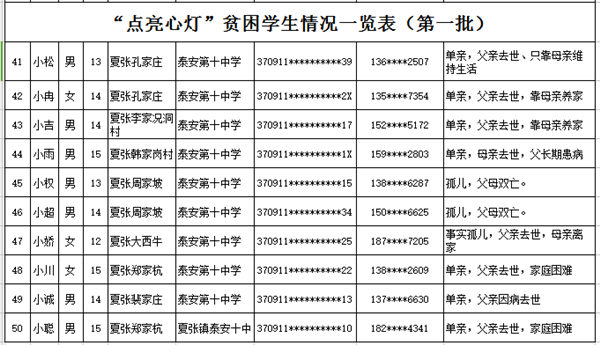 “点亮心灯”贫困学生情况一览表（第一批）
41 小松 男 13 夏张孔家庄 泰安第十中学 370911**********39 136****2507 单亲，父亲去世、只靠母亲维
持生活
42 小冉 女 14 夏张孔家庄 泰安第十中学 370911**********2X 135****7354 单亲，父亲去世，靠母亲养家
43 小吉 男 14 夏张李家况洞
村 泰安第十中学 370911**********17 152****5172 单亲，父亲去世，靠母亲养家
44 小雨 男 15 夏张韩家岗村 泰安第十中学 370911**********1X 159****2803 单亲，母亲去世，父长期患病
45 小权 男 13 夏张周家坡 泰安第十中学 370911**********15 138****6287 孤儿，父母双亡。
46 小超 男 14 夏张周家坡 泰安第十中学 370911**********34 150****6625 孤儿，父母双亡。
47 小娇 女 12 夏张大西牛 泰安第十中学 370911**********25 187****7205 事实孤儿，父亲去世，母亲离
家
48 小川 女 15 夏张郑家杭 泰安第十中学 370911**********22 138****2609 单亲，父亲去世，家庭困难
49 小诚 男 14 夏张裴家庄 泰安第十中学 370911**********13 137****6630 单亲，父亲因病去世
50 小聪 男 15 夏张郑家杭 夏张镇泰安十中 370911**********10 182****4341 单亲，父亲去世，家庭困难